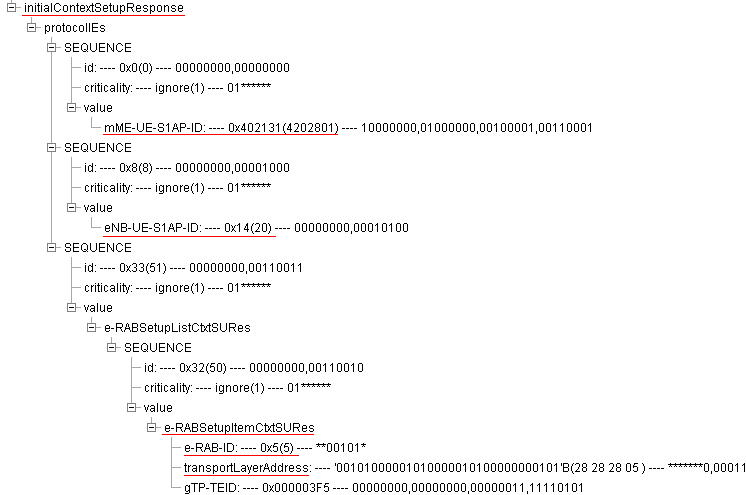 initialContextSetupResponse
protocolIEs
SEQUENCE
id: ---- 0x0(0) ---- 00000000,00000000
criticality: ---- ignore(1) ---- 01******
value
mME-UE-S1AP-ID: ---- 0x402131(4202801) ---- 10000000,01000000,00100001,00110001
SEQUENCE
id: ---- 0x8(8) ---- 00000000,00001000
criticality: ---- ignore(1) ---- 01******
value
eNB-UE-S1AP-ID: ---- 0x14(20) ---- 00000000,00010100
SEQUENCE
id: ---- 0x33(51) ---- 00000000,00110011
criticality: ---- ignore(1) ---- 01******
value
e-RABSetupListCtxtSURes
SEQUENCE
id: ---- 0x32(50) ---- 00000000,00110010
criticality: ---- ignore(1) ---- 01******
value
e-RABSetupItemCtxtSURes
e-RAB-ID: ---- 0x5(5) ---- **00101*
transportLayerAddress: ---- '00101000001010000010100000000101'B(28 28 28 05 ) ---- *******0,00011
gTP-TEID: ---- 0x000003F5 ---- 00000000,00000000,00000011,11110101